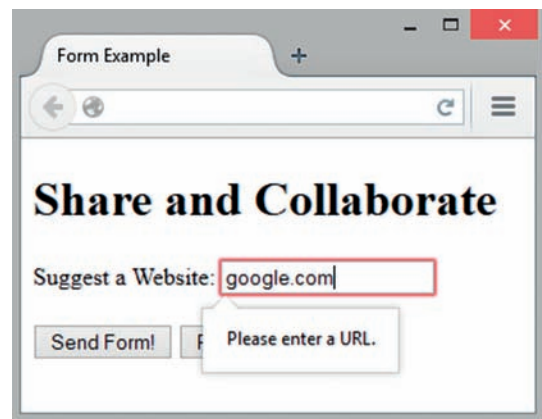 Form Example
Share and Collaborate
Suggest a Website: google.com
Please enter a URL.
Send Form!